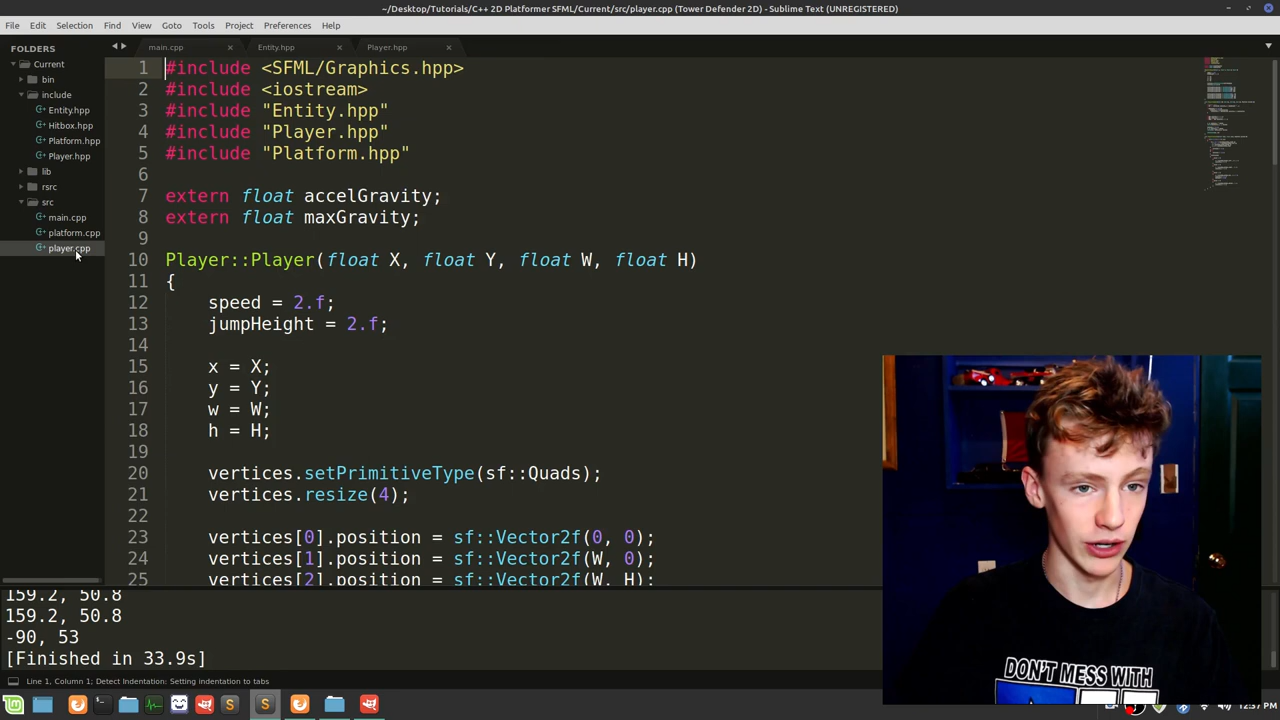 ~/Desktop/Tutorials/C++ 2D Platformer SFML/Current/src/player.cpp (Tower Defender 2D) - Sublime Text (UNREGISTERED)
File Edit Selection Find View Goto Tools Project Preferences Help
FOLDERS
Current
bin
include
Entity.hpp
Hitbox.hpp
Platform.hpp
Player.hpp
lib
rsrc
src
main.cpp
platform.cpp
player.cpp
main.cpp Entity.hpp Player.hpp
1 #include <SFML/Graphics.hpp>
2 #include <iostream>
3 #include "Entity.hpp"
4 #include "Player.hpp"
5 #include "Platform.hpp"
6
7 extern float accelGravity;
8 extern float maxGravity;
9
10 Player::Player(float X, float Y, float W, float H)
11 {
12 speed = 2.f;
13 jumpHeight = 2.f;
14
15 x = X;
16 y = Y;
17 w = W;
18 h = H;
19
20 vertices.setPrimitiveType(sf::Quads);
21 vertices.resize(4);
22
23 vertices[0].position = sf::Vector2f(0, 0);
24 vertices[1].position = sf::Vector2f(W, 0);
25 vertices[2].position = sf::Vector2f(W, H);
159.2, 50.8
159.2, 50.8
-90, 53
[Finished in 33.9s]
Line 1, Column 1; Detect Indentation: Setting indentation to tabs
DON'T MESS WITH
12:37 PM